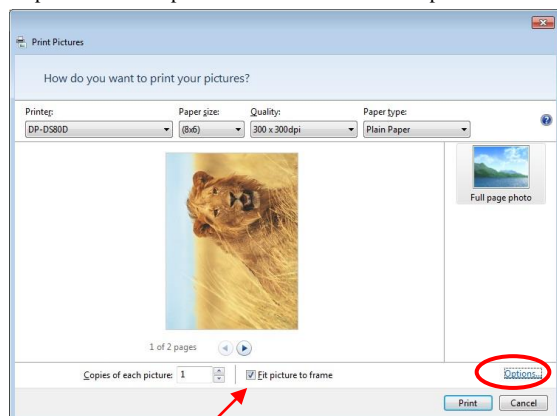 Print Pictures
How do you want to print your pictures?
Printer: Paper size: Quality: Paper type:
DP-DS80D (8x6) 300 x 300dpi Plain Paper
Full page photo
1 of 2 pages
Copies of each picture: 1 Fit picture to frame Options...
Print Cancel